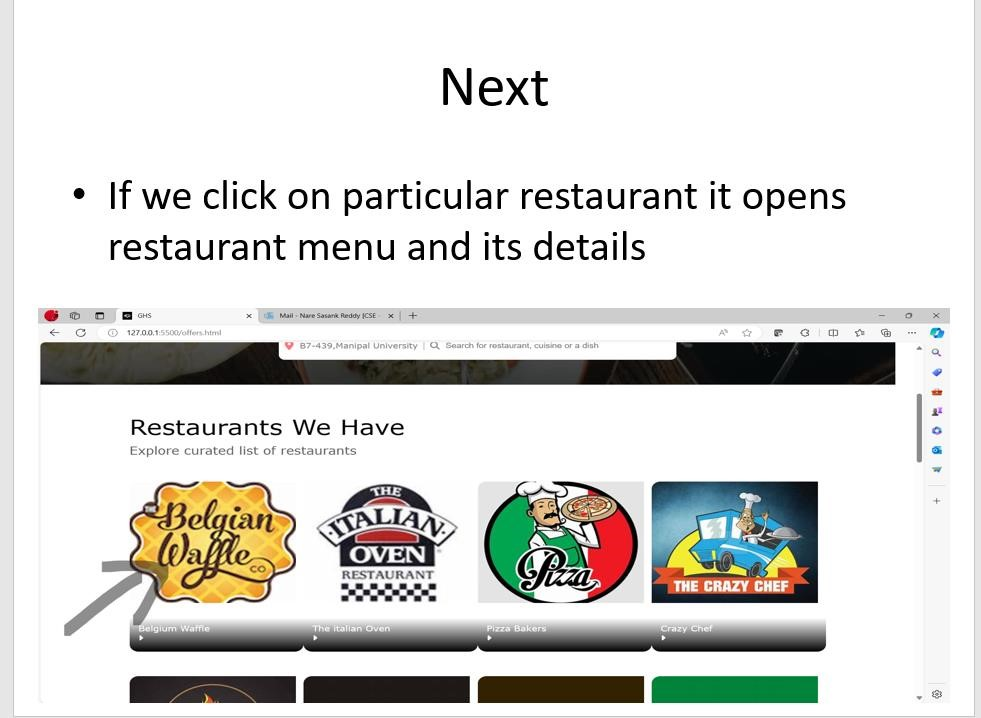 Next
• If we click on particular restaurant it opens
restaurant menu and its details
GHS
Mail - Nare Sasank Reddy [CSE -
127.0.0.1:5500/offers.html
B7-439,Manipal University | Search for restaurant, cuisine or a dish
Restaurants We Have
Explore curated list of restaurants
THE
Belgian
Waffle
CO
THE
ITALIAN
OVEN
RESTAURANT
Pizza
THE CRAZY CHEF
Belgium Waffle
The italian Oven
Pizza Bakers
Crazy Chef